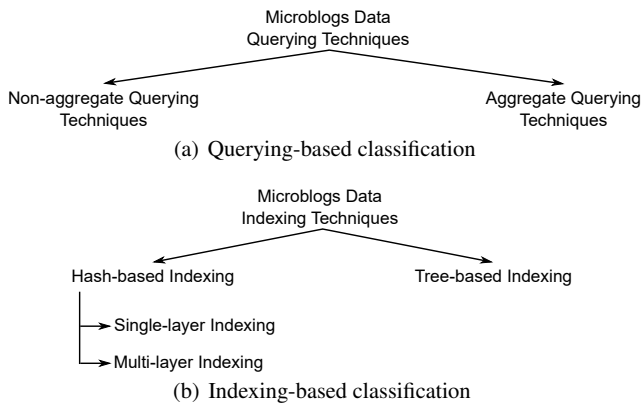 Microblogs Data
Querying Techniques
Non-aggregate Querying
Techniques
Aggregate Querying
Techniques
(a) Querying-based classification
Microblogs Data
Indexing Techniques
Hash-based Indexing
Tree-based Indexing
Single-layer Indexing
Multi-layer Indexing
(b) Indexing-based classification